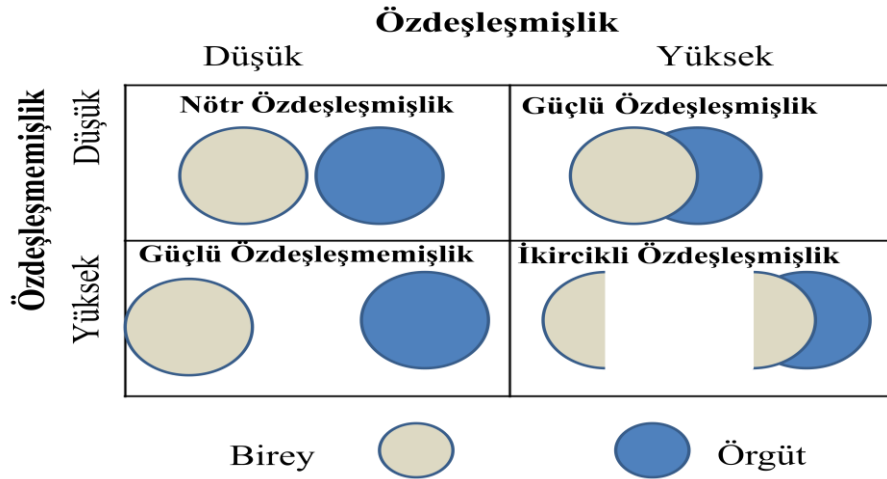 Özdeşleşmişlik
Düşük Yüksek
Özdeşleşmemişlik
Düşük
Nötr Özdeşleşmişlik
Güçlü Özdeşleşmişlik
Yüksek
Güçlü Özdeşleşmemişlik
İkircikli Özdeşleşmişlik
Birey
Örgüt